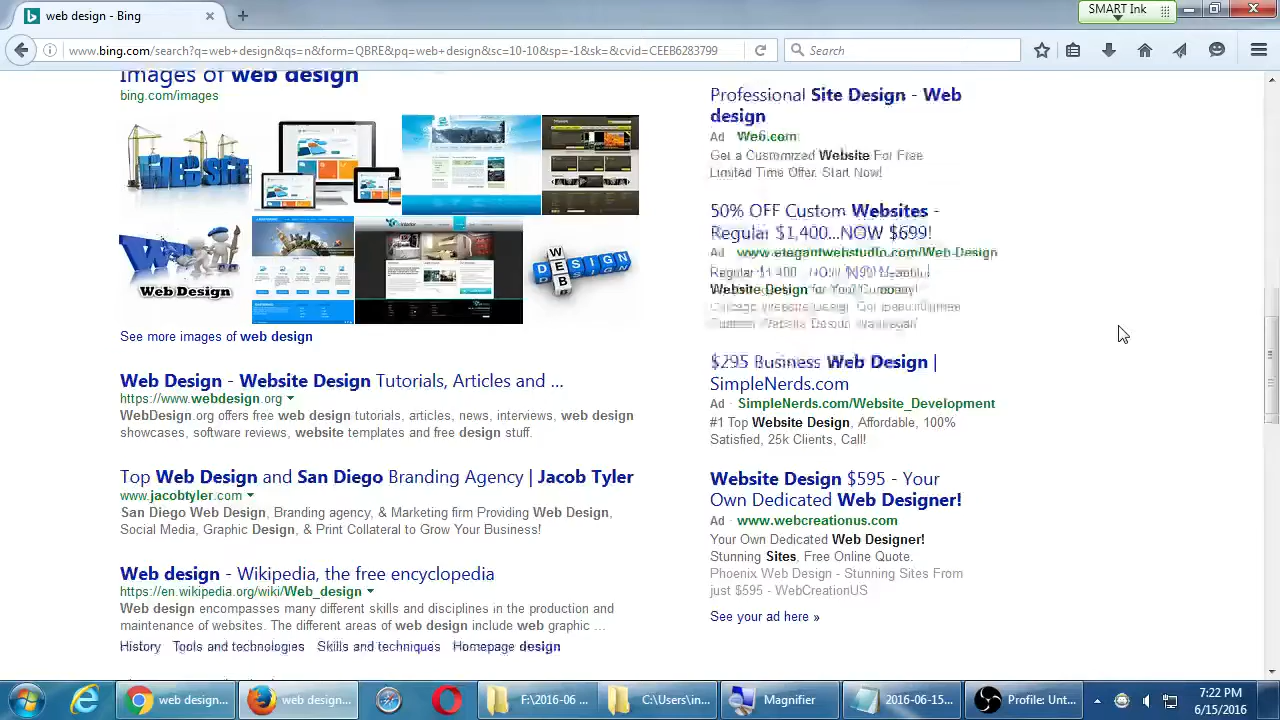 web design - Bing
SMART Ink
www.bing.com/search?q=web+design&qs=n&form=QBRE&pq=web+design&sc=10-10&sp=-1&sk=&cvid=CEEB6283799
Search
Images of web design
bing.com/images
WEB SITE
Web Design
DESIGN
WEB
See more images of web design
Web Design - Website Design Tutorials, Articles and ...
https://www.webdesign.org
WebDesign.org offers free web design tutorials, articles, news, interviews, web design
showcases, software reviews, website templates and free design stuff.
Top Web Design and San Diego Branding Agency | Jacob Tyler
www.jacobtyler.com
San Diego Web Design, Branding agency, & Marketing firm Providing Web Design,
Social Media, Graphic Design, & Print Collateral to Grow Your Business!
Web design - Wikipedia, the free encyclopedia
https://en.wikipedia.org/wiki/Web_design
Web design encompasses many different skills and disciplines in the production and
maintenance of websites. The different areas of web design include web graphic ...
History Tools and technologies Skills and techniques Homepage design
Professional Site Design - Web
design
Ad · Web.com
Get a Customized Website For Free
Limited Time Offer. Start Now!
OFF Custom Websites -
Regular $1,400...NOW $699!
Ad · www.elegantwebstudio.com/Web-Design
Website Design for Your Company
$295 Business Web Design |
SimpleNerds.com
Ad · SimpleNerds.com/Website_Development
#1 Top Website Design, Affordable, 100%
Satisfied, 25k Clients, Call!
Website Design $595 - Your
Own Dedicated Web Designer!
Ad · www.webcreationus.com
Your Own Dedicated Web Designer!
Stunning Sites, Free Online Quote.
Phoenix Web Design - Stunning Sites From
just $595 - WebCreationUS
See your ad here »
web design...
web design...
F:\2016-06 ...
C:\Users\in...
Magnifier
2016-06-15...
Profile: Unt...
7:22 PM
6/15/2016